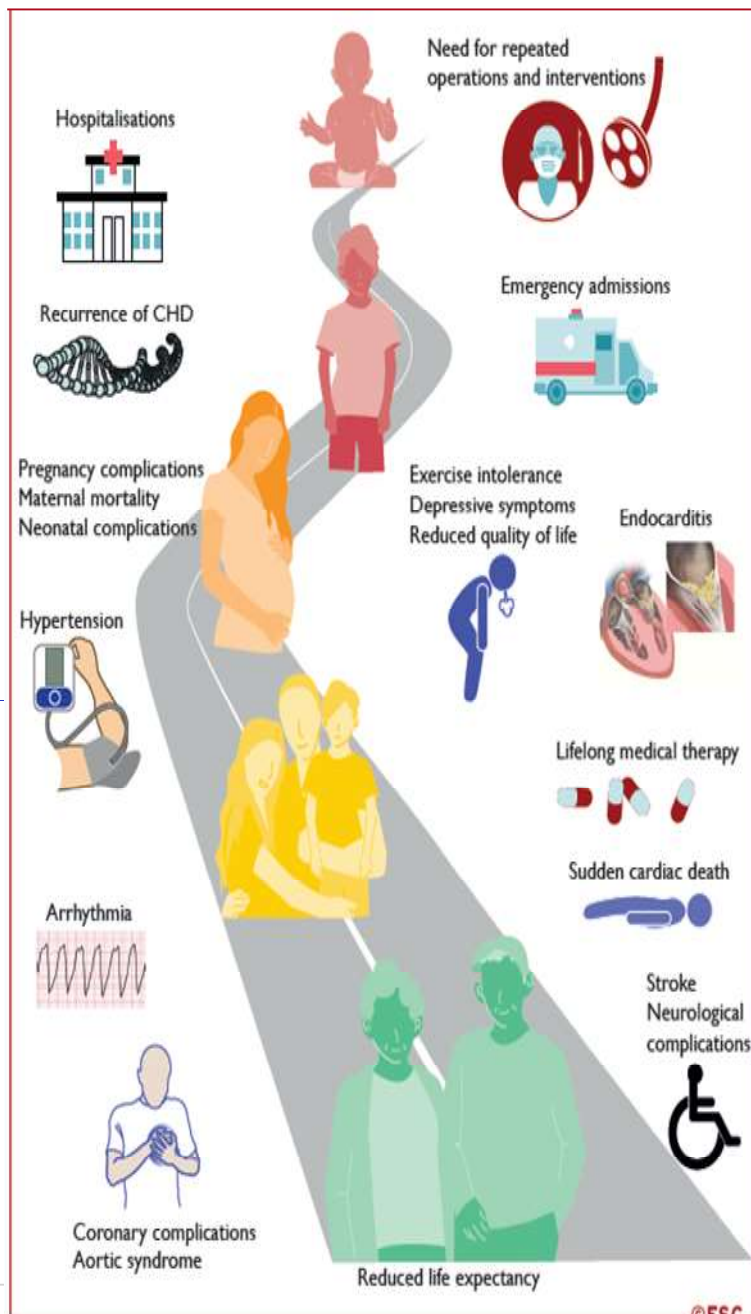 Need for repeated
operations and interventions
Hospitalisations
Emergency admissions
Recurrence of CHD
Pregnancy complications
Maternal mortality
Neonatal complications
Exercise intolerance
Depressive symptoms
Reduced quality of life
Endocarditis
Hypertension
Lifelong medical therapy
Sudden cardiac death
Arrhythmia
Stroke
Neurological
complications
Coronary complications
Aortic syndrome
Reduced life expectancy
©ESC